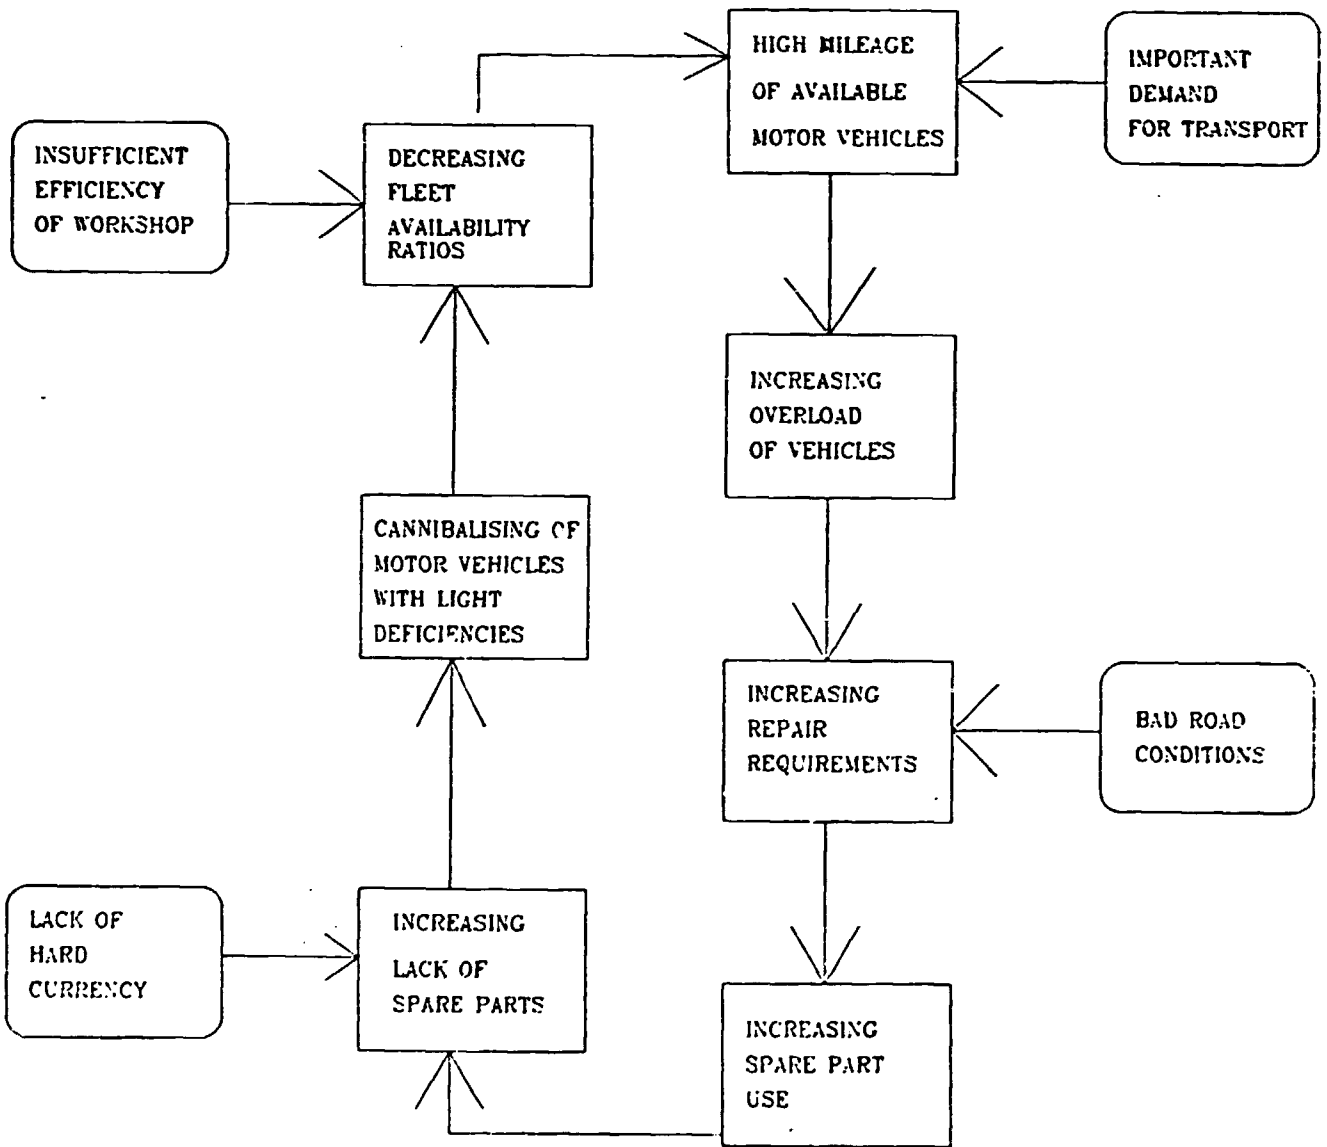 HIGH MILEAGE
OF AVAILABLE
MOTOR VEHICLES
IMPORTANT
DEMAND
FOR TRANSPORT
INSUFFICIENT
EFFICIENCY
OF WORKSHOP
DECREASING
FLEET
AVAILABILITY
RATIOS
INCREASING
OVERLOAD
OF VEHICLES
CANNIBALISING OF
MOTOR VEHICLES
WITH LIGHT
DEFICIENCIES
INCREASING
REPAIR
REQUIREMENTS
BAD ROAD
CONDITIONS
LACK OF
HARD
CURRENCY
INCREASING
LACK OF
SPARE PARTS
INCREASING
SPARE PART
USE